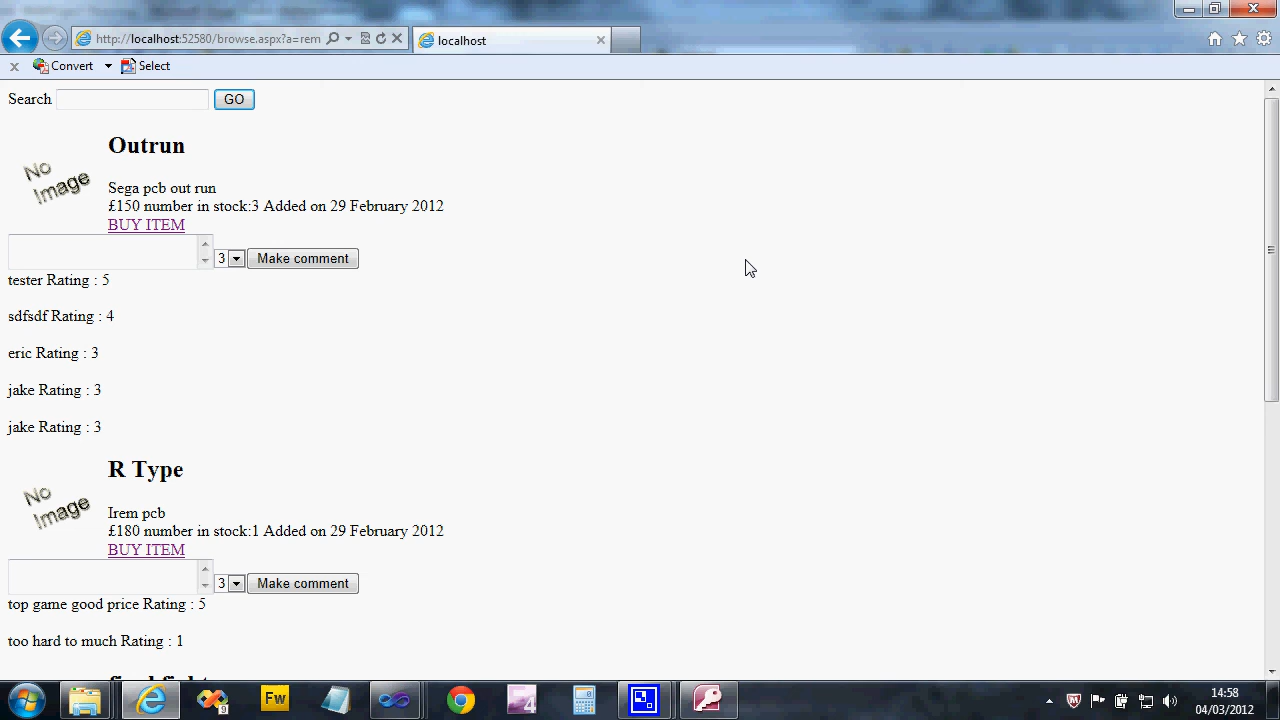 http://localhost:52580/browse.aspx?a=rem
localhost
x Convert Select
Search GO
Outrun
No Image
Sega pcb out run
£150 number in stock:3 Added on 29 February 2012
BUY ITEM
3 Make comment
tester Rating : 5
sdfsdf Rating : 4
eric Rating : 3
jake Rating : 3
jake Rating : 3
R Type
No Image
Irem pcb
£180 number in stock:1 Added on 29 February 2012
BUY ITEM
3 Make comment
top game good price Rating : 5
too hard to much Rating : 1
Fw
4
14:58
04/03/2012